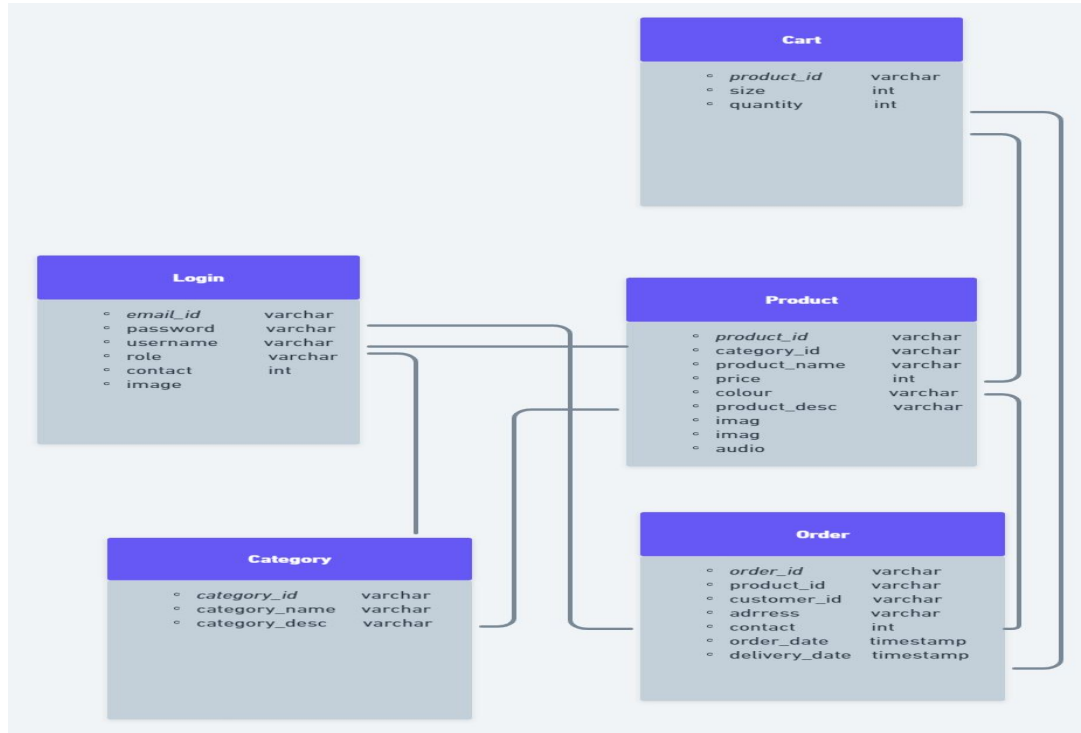 Cart
product_id varchar
size int
quantity int
Login
email_id varchar
password varchar
username varchar
role varchar
contact int
image
Product
product_id varchar
category_id varchar
product_name varchar
price int
colour varchar
product_desc varchar
imag
imag
audio
Category
category_id varchar
category_name varchar
category_desc varchar
Order
order_id varchar
product_id varchar
customer_id varchar
adrress varchar
contact int
order_date timestamp
delivery_date timestamp